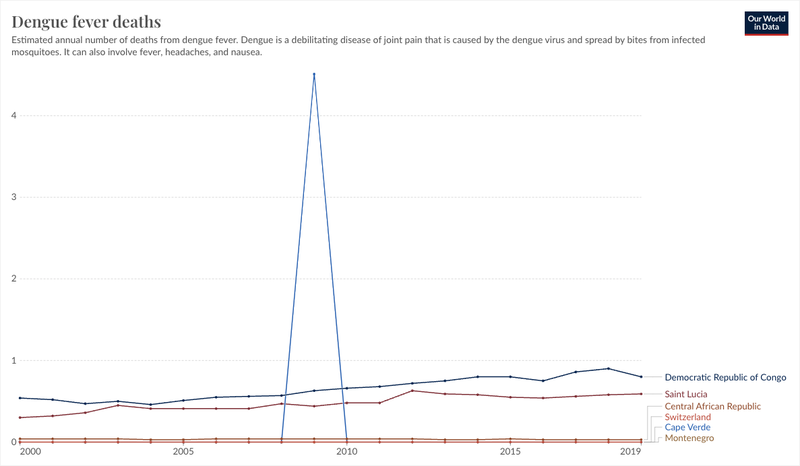 Dengue fever deaths
Our World
in Data
Estimated annual number of deaths from dengue fever. Dengue is a debilitating disease of joint pain that is caused by the dengue virus and spread by bites from infected
mosquitoes. It can also involve fever, headaches, and nausea.
4
3
2
1
0
Democratic Republic of Congo
Saint Lucia
Central African Republic
Switzerland
Cape Verde
Montenegro
2000
2005
2010
2015
2019